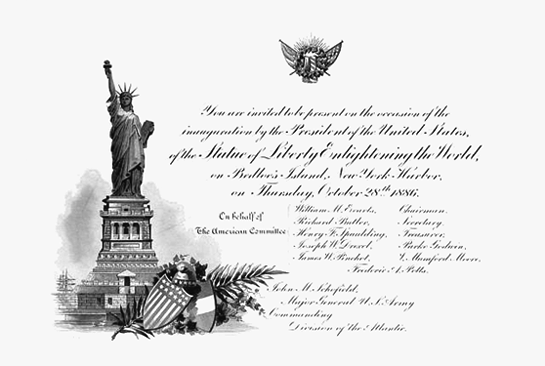 You are invited to be present on the occasion of the
inauguration by the President of the United States,
of the Statue of Liberty Enlightening the World,
on Bedloe's Island, New York Harbor,
on Thursday, October 28th 1886.
On behalf of
The American Committee:
William M. Evarts, Chairman.
Richard Butler, Secretary.
Henry F. Spaulding, Treasurer.
Joseph W. Drexel, Parke Godwin,
James W. Pinchot, V. Mumford Moore,
Frederic A. Potts.
John M. Schofield,
Major General U.S. Army
Commanding
Division of the Atlantic.